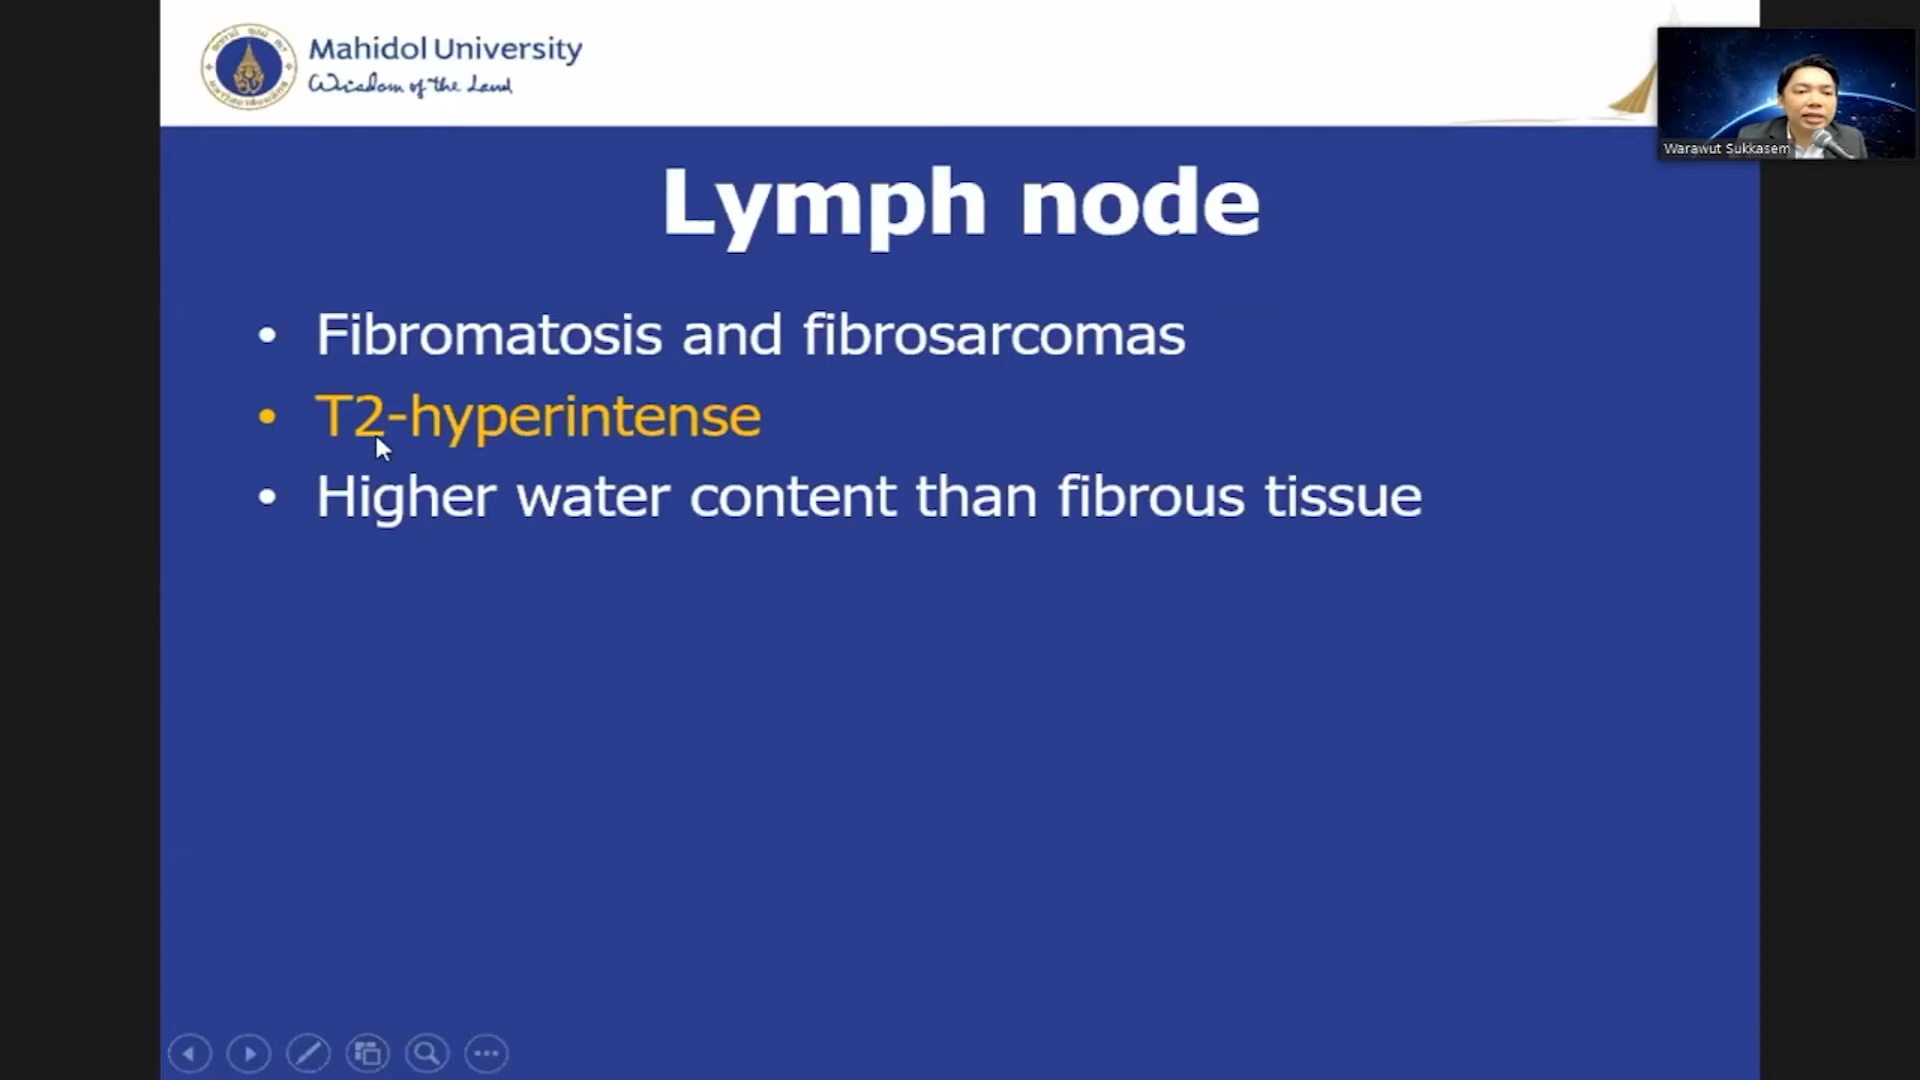 Mahidol University
Wisdom of the Land
Warawut Sukkasem
Lymph node
• Fibromatosis and fibrosarcomas
• T2-hyperintense
• Higher water content than fibrous tissue